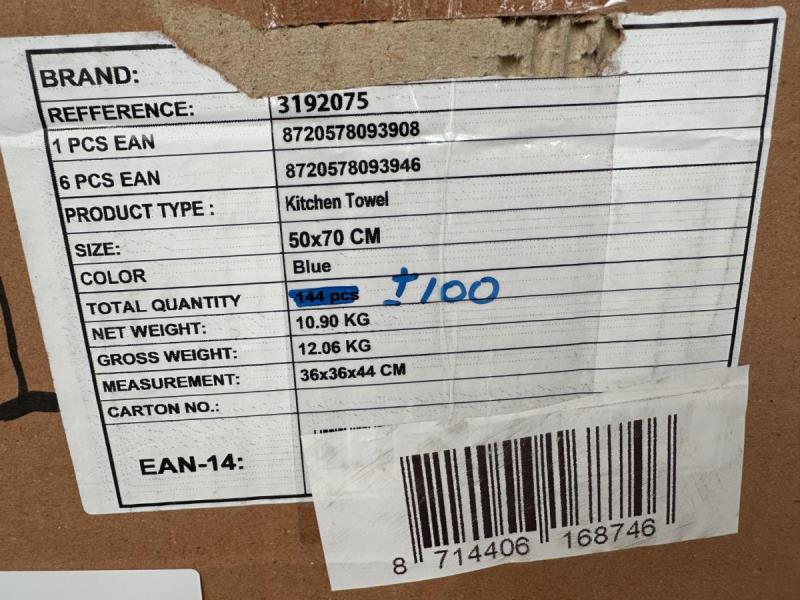 BRAND:
REFFERENCE: 3192075
1 PCS EAN 8720578093908
6 PCS EAN 8720578093946
PRODUCT TYPE : Kitchen Towel
SIZE: 50x70 CM
COLOR Blue
TOTAL QUANTITY 144 pcs ±100
NET WEIGHT: 10.90 KG
GROSS WEIGHT: 12.06 KG
MEASUREMENT: 36x36x44 CM
CARTON NO.:
EAN-14:
8 714406 168746